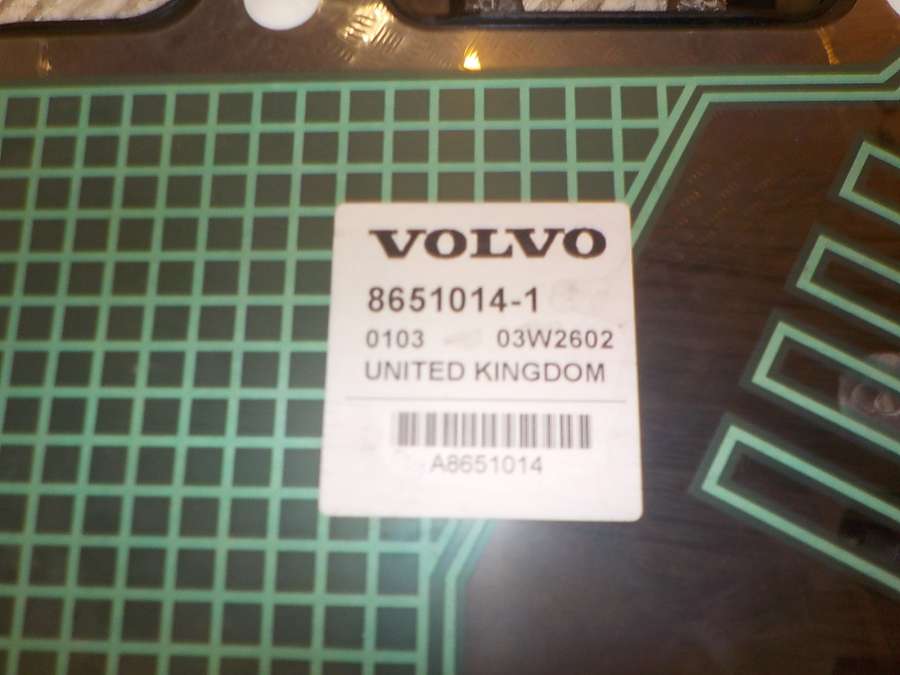 VOLVO
8651014-1
0103 03W2602
UNITED KINGDOM
A8651014